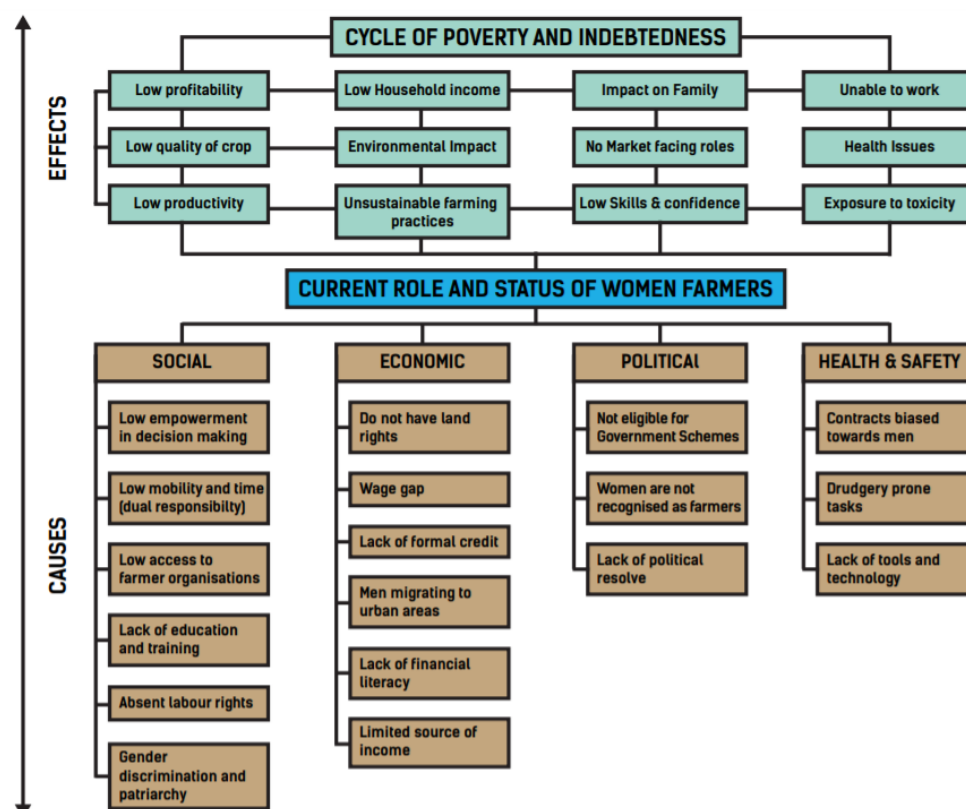 CYCLE OF POVERTY AND INDEBTEDNESS
EFFECTS
Low profitability
Low Household income
Impact on Family
Unable to work
Low quality of crop
Environmental Impact
No Market facing roles
Health Issues
Low productivity
Unsustainable farming
practices
Low Skills & confidence
Exposure to toxicity
CURRENT ROLE AND STATUS OF WOMEN FARMERS
CAUSES
SOCIAL
Low empowerment
in decision making
Low mobility and time
(dual responsibilty)
Low access to
farmer organisations
Lack of education
and training
Absent labour rights
Gender
discrimination and
patriarchy
ECONOMIC
Do not have land
rights
Wage gap
Lack of formal credit
Men migrating to
urban areas
Lack of financial
literacy
Limited source of
income
POLITICAl
Not eligible for
Government Schemes
Women are not
recognised as farmers
Lack of political
resolve
HEALTH & SAFETY
Contracts biased
towards men
Drudgery prone
tasks
Lack of tools and
technology